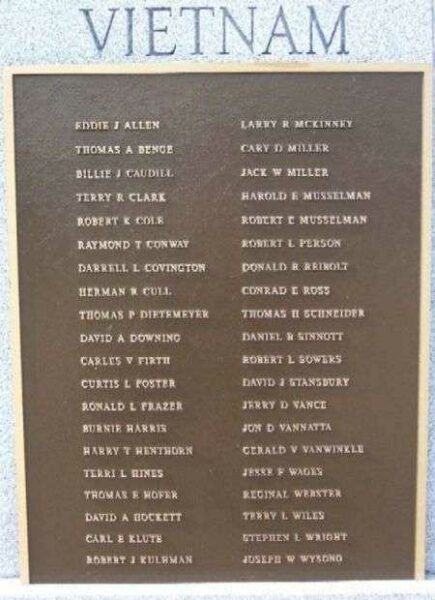 VIETNAM
EDDIE J ALLEN
THOMAS A BENGE
BILLIE J CAUDILL
TERRY R CLARK
ROBERT K COLE
RAYMOND T CONWAY
DARRELL L COVINGTON
HERMAN R CULL
THOMAS P DIETEMEYER
DAVID A DOWNING
CARLES V FIRTH
CURTIS L FOSTER
RONALD L FRAZER
BURNIE HARRIS
HARRY T HENTHORN
TERRI L HINES
THOMAS E HOFER
DAVID A HOCKETT
CARL E KLUTE
ROBERT J KUHLMAN
LARRY R MCKINNEY
CARY D MILLER
JACK W MILLER
HAROLD E MUSSELMAN
ROBERT E MUSSELMAN
ROBERT L PERSON
DONALD R REIBOLT
CONRAD E ROSS
THOMAS H SCHNEIDER
DANIEL B SINNOTT
ROBERT L SOWERS
DAVID J STANSBURY
JERRY D VANCE
JON D VANNATTA
GERALD V VANWINKLE
JESSE F WAGES
REGINAL WEBSTER
TERRY L WILES
STEPHEN L WRIGHT
JOSEPH W WYSONG